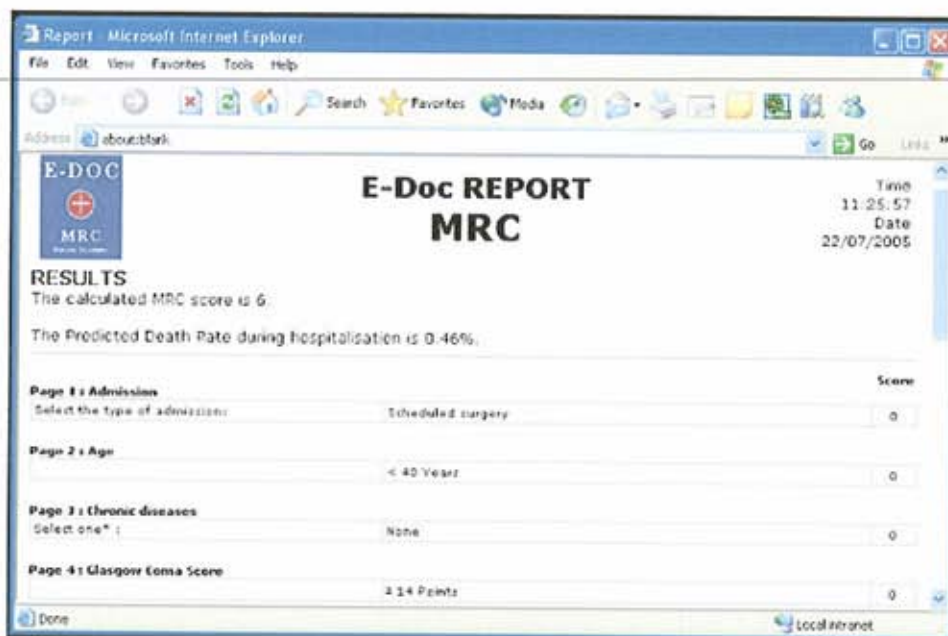 Report - Microsoft Internet Explorer
File Edit View Favorites Tools Help
Search Favorites Media
Address about:blank Go Links »
E-DOC
MRC
E-Doc REPORT
MRC
Time
11:25:57
Date
22/07/2005
RESULTS
The calculated MRC score is 6.
The Predicted Death Rate during hospitalisation is 0.46%.
Score
Page 1 : Admission
Select the type of admission: Scheduled surgery 0
Page 2 : Age
< 40 Years 0
Page 3 : Chronic diseases
Select one* : None 0
Page 4 : Glasgow Coma Score
14 Points 0
Done Local intranet